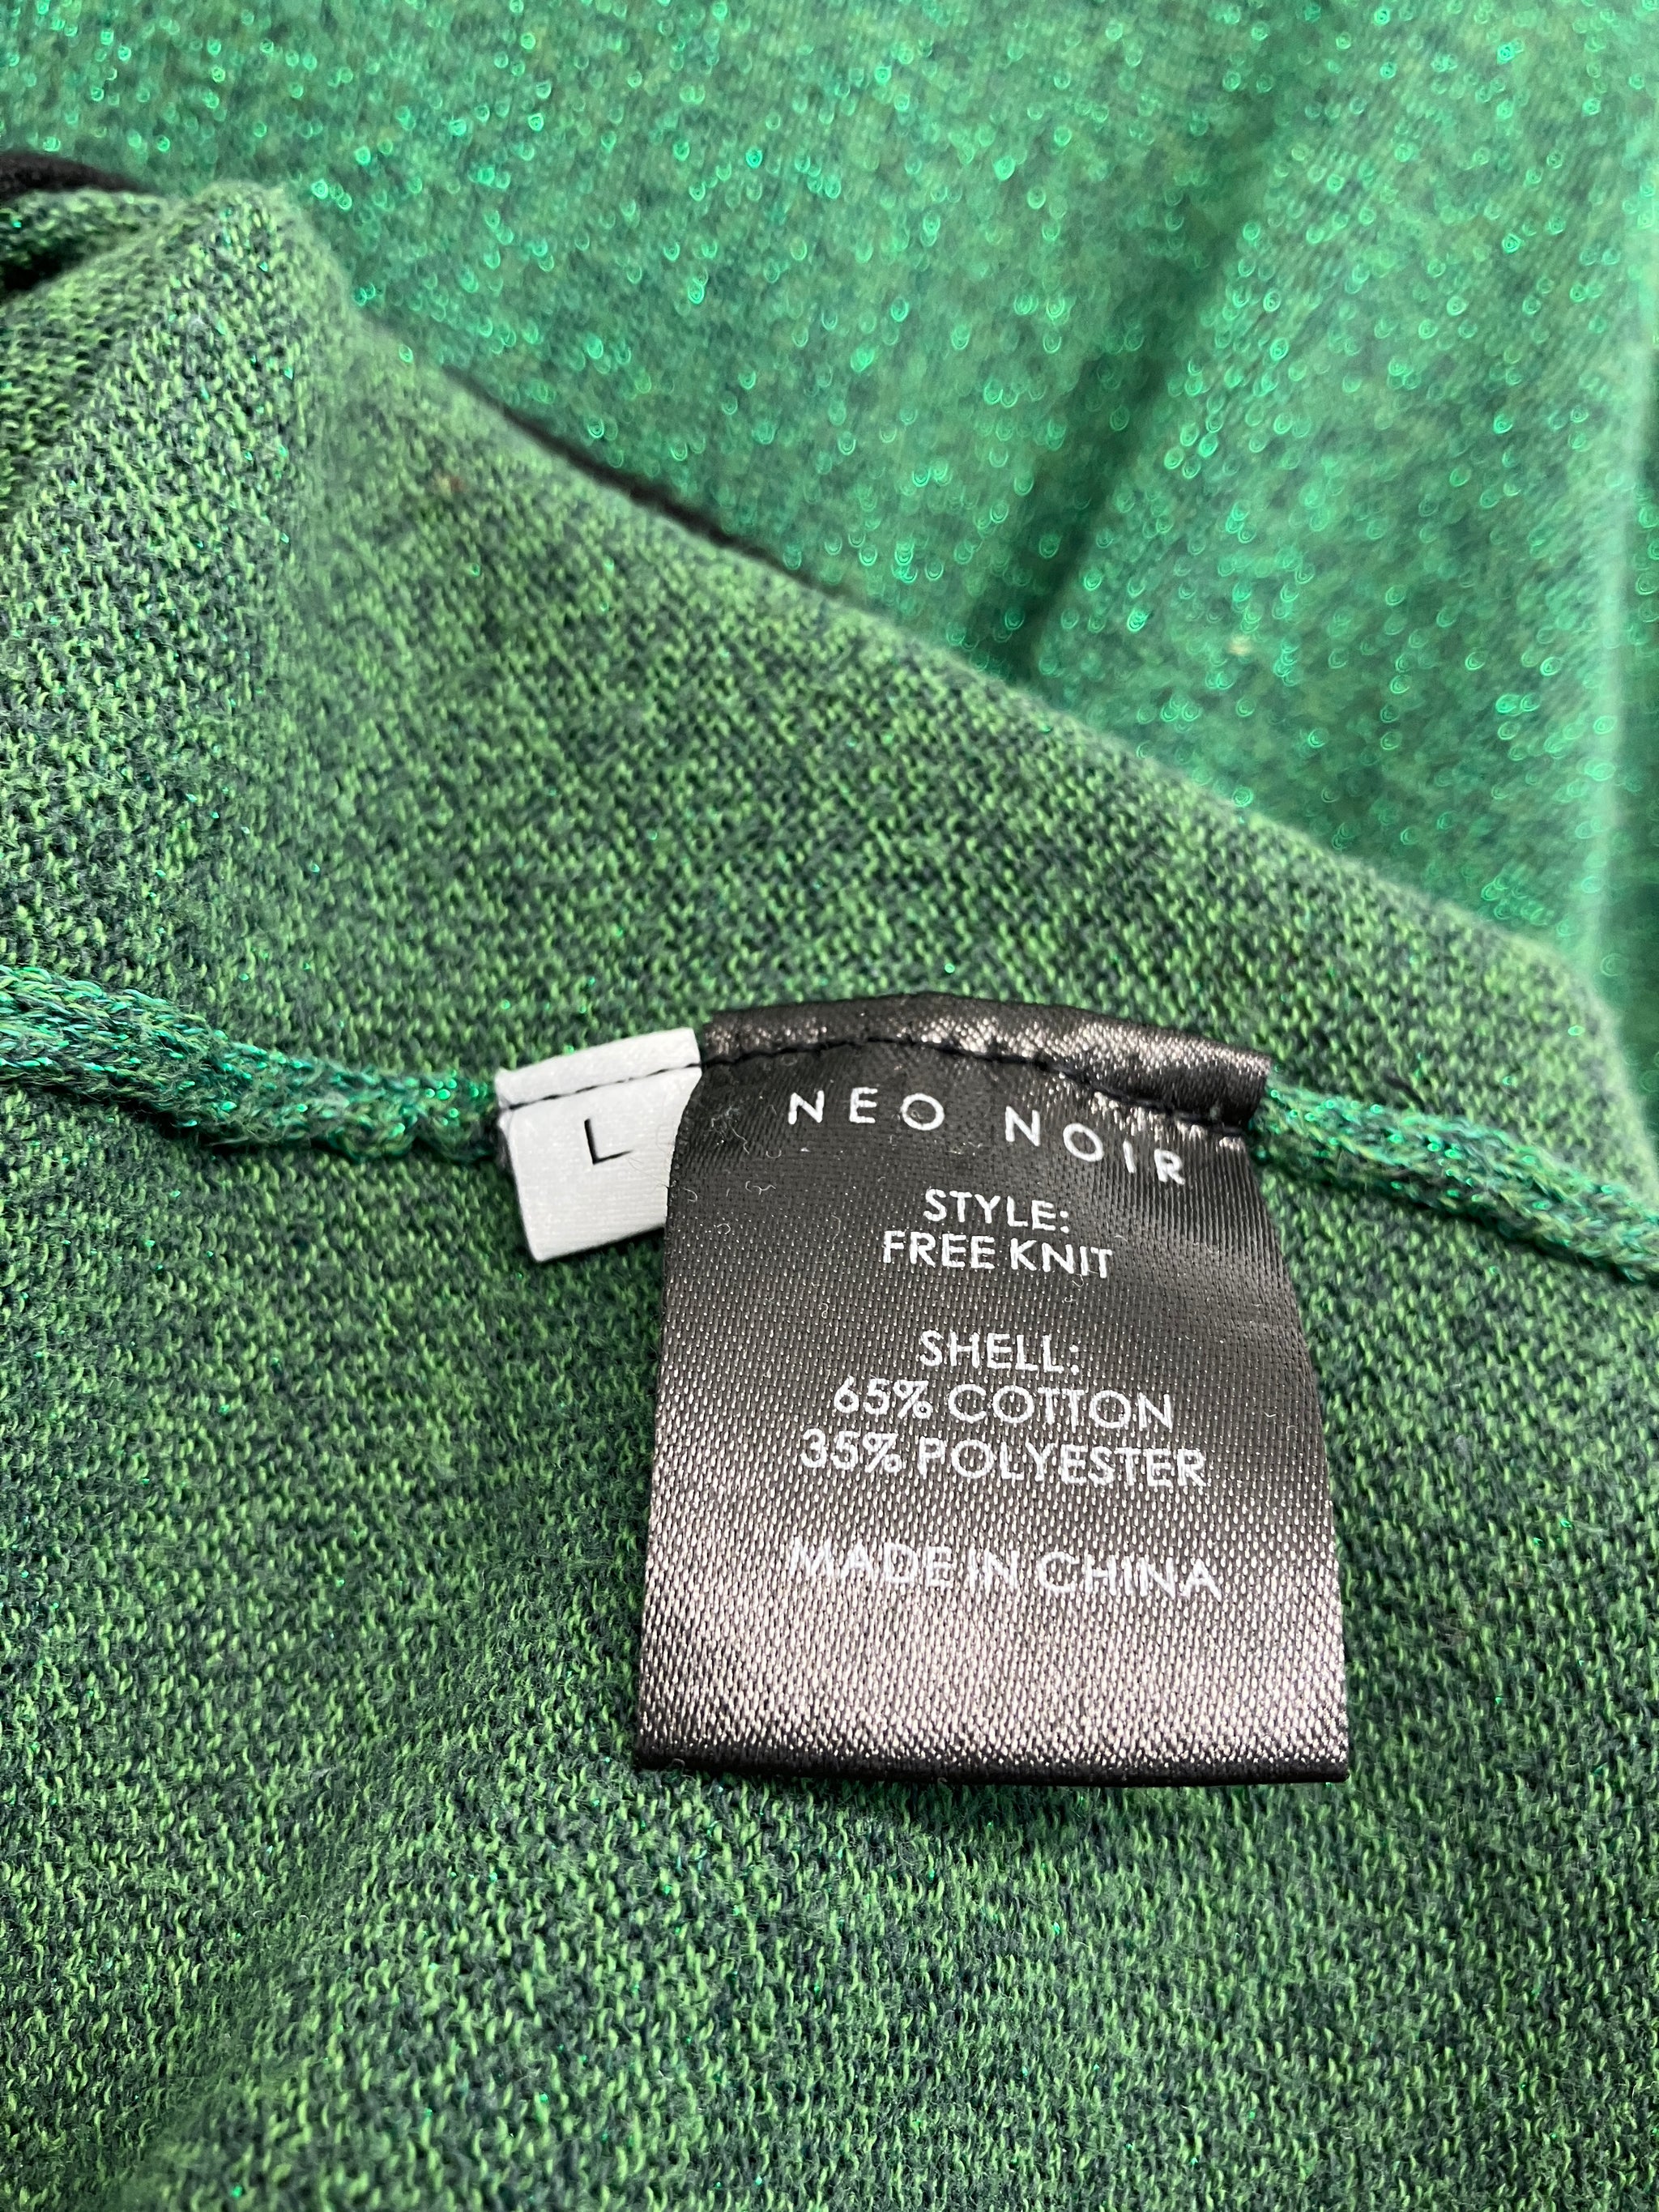 L
NEO NOIR
STYLE:
FREE KNIT
SHELL:
65% COTTON
35% POLYESTER
MADE IN CHINA